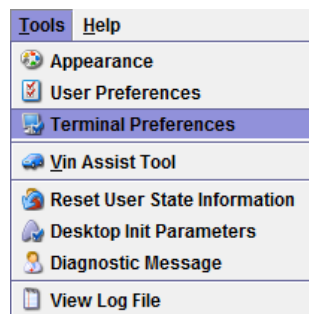 Tools Help
Appearance
User Preferences
Terminal Preferences
Vin Assist Tool
Reset User State Information
Desktop Init Parameters
Diagnostic Message
View Log File